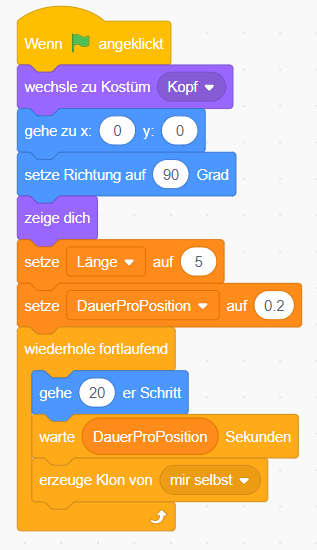 Wenn angeklickt
wechsle zu Kostüm Kopf
gehe zu x: 0 y: 0
setze Richtung auf 90 Grad
zeige dich
setze Länge auf 5
setze DauerProPosition auf 0.2
wiederhole fortlaufend
gehe 20 er Schritt
warte DauerProPosition Sekunden
erzeuge Klon von mir selbst